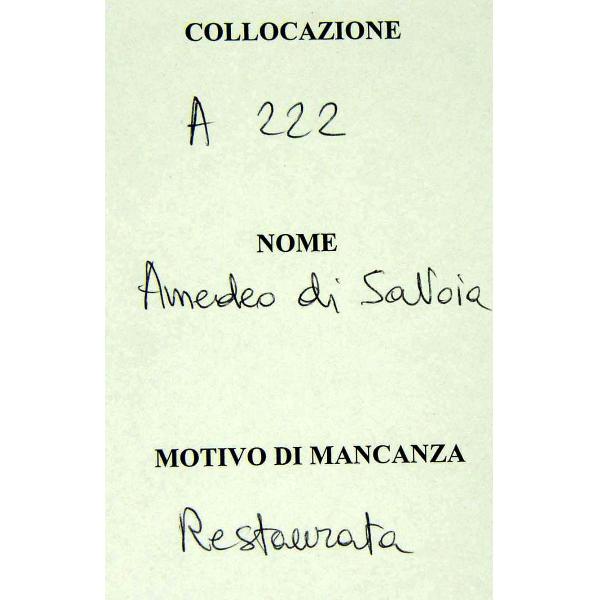 COLLOCAZIONE
A 222
NOME
Amedeo di Savoia
MOTIVO DI MANCANZA
Restaurata